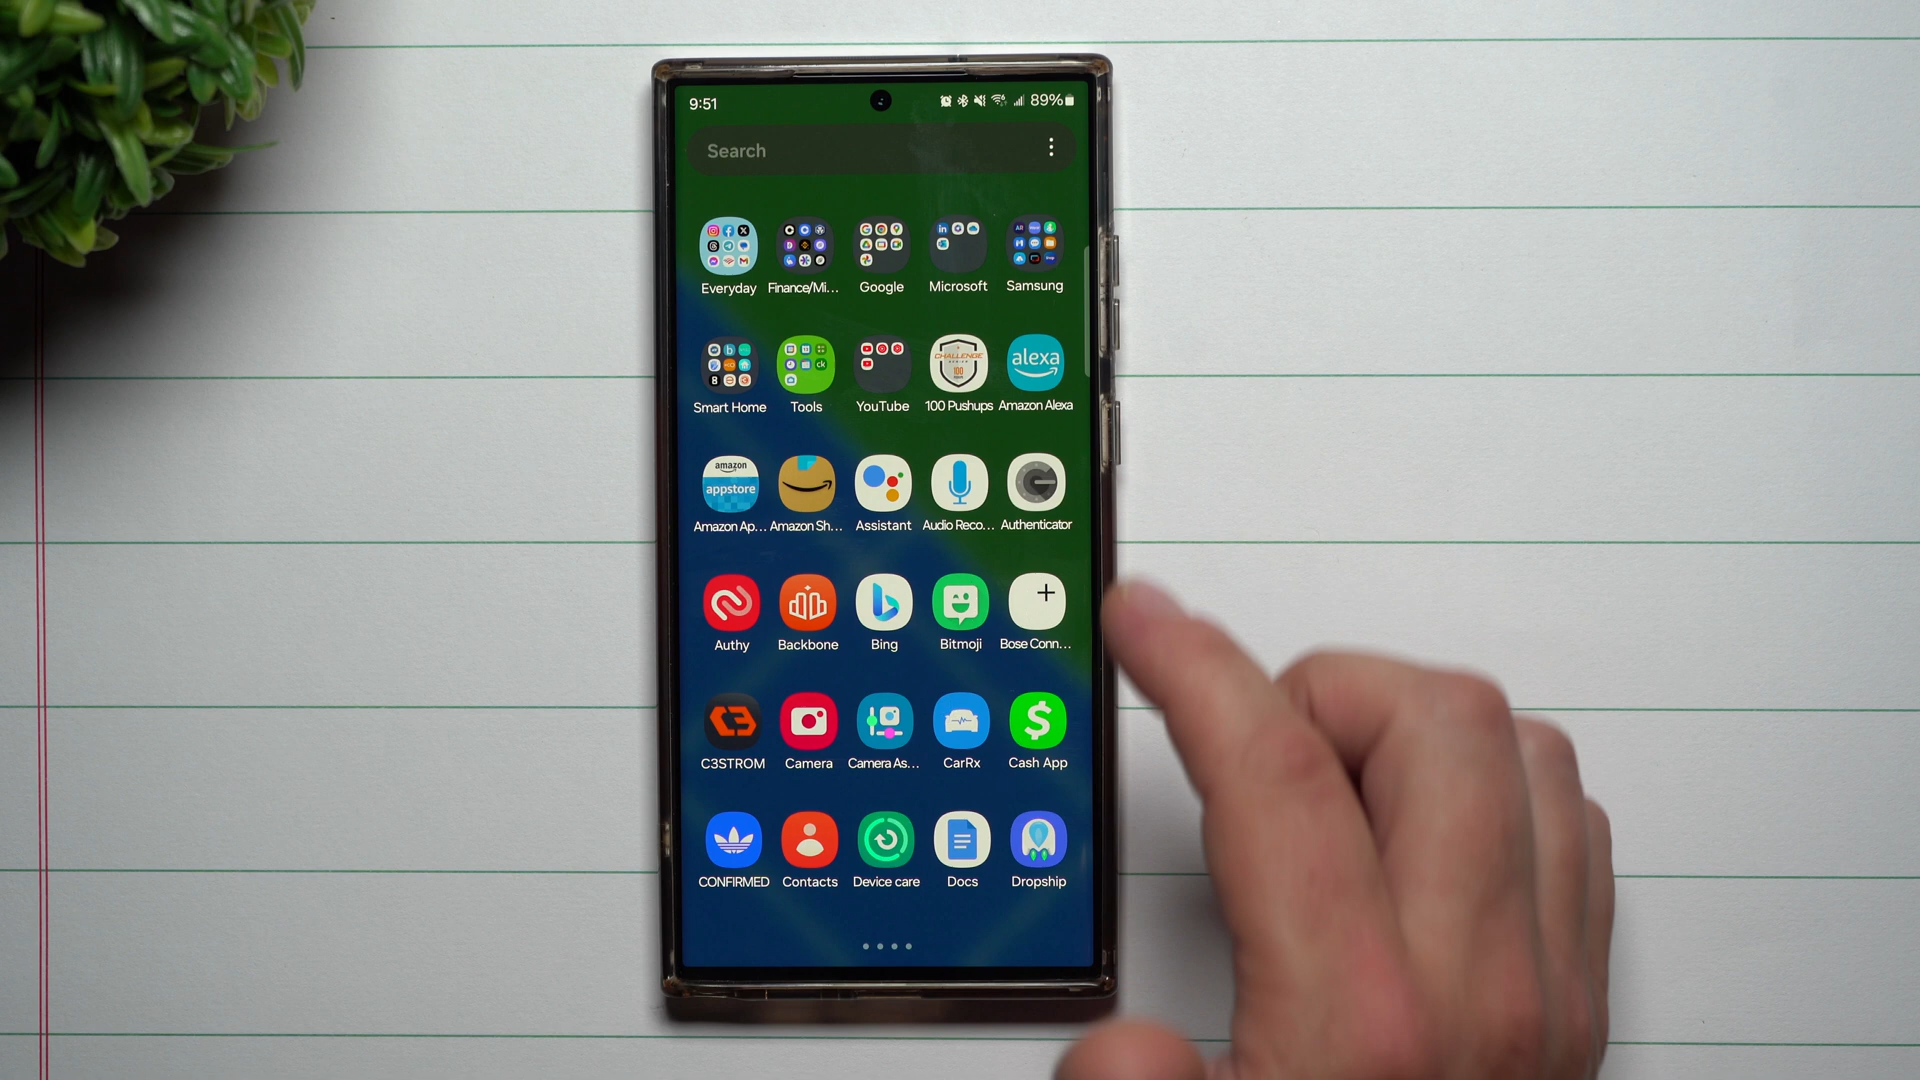 9:51 89%
Search
Everyday Finance/Mi... Google Microsoft Samsung
Smart Home Tools YouTube 100 Pushups Amazon Alexa
CHALLENGE
100
alexa
amazon
appstore
Amazon Ap... Amazon Sh... Assistant Audio Reco... Authenticator
Authy Backbone Bing Bitmoji Bose Conn...
C3STROM Camera Camera As... CarRx Cash App
CONFIRMED Contacts Device care Docs Dropship